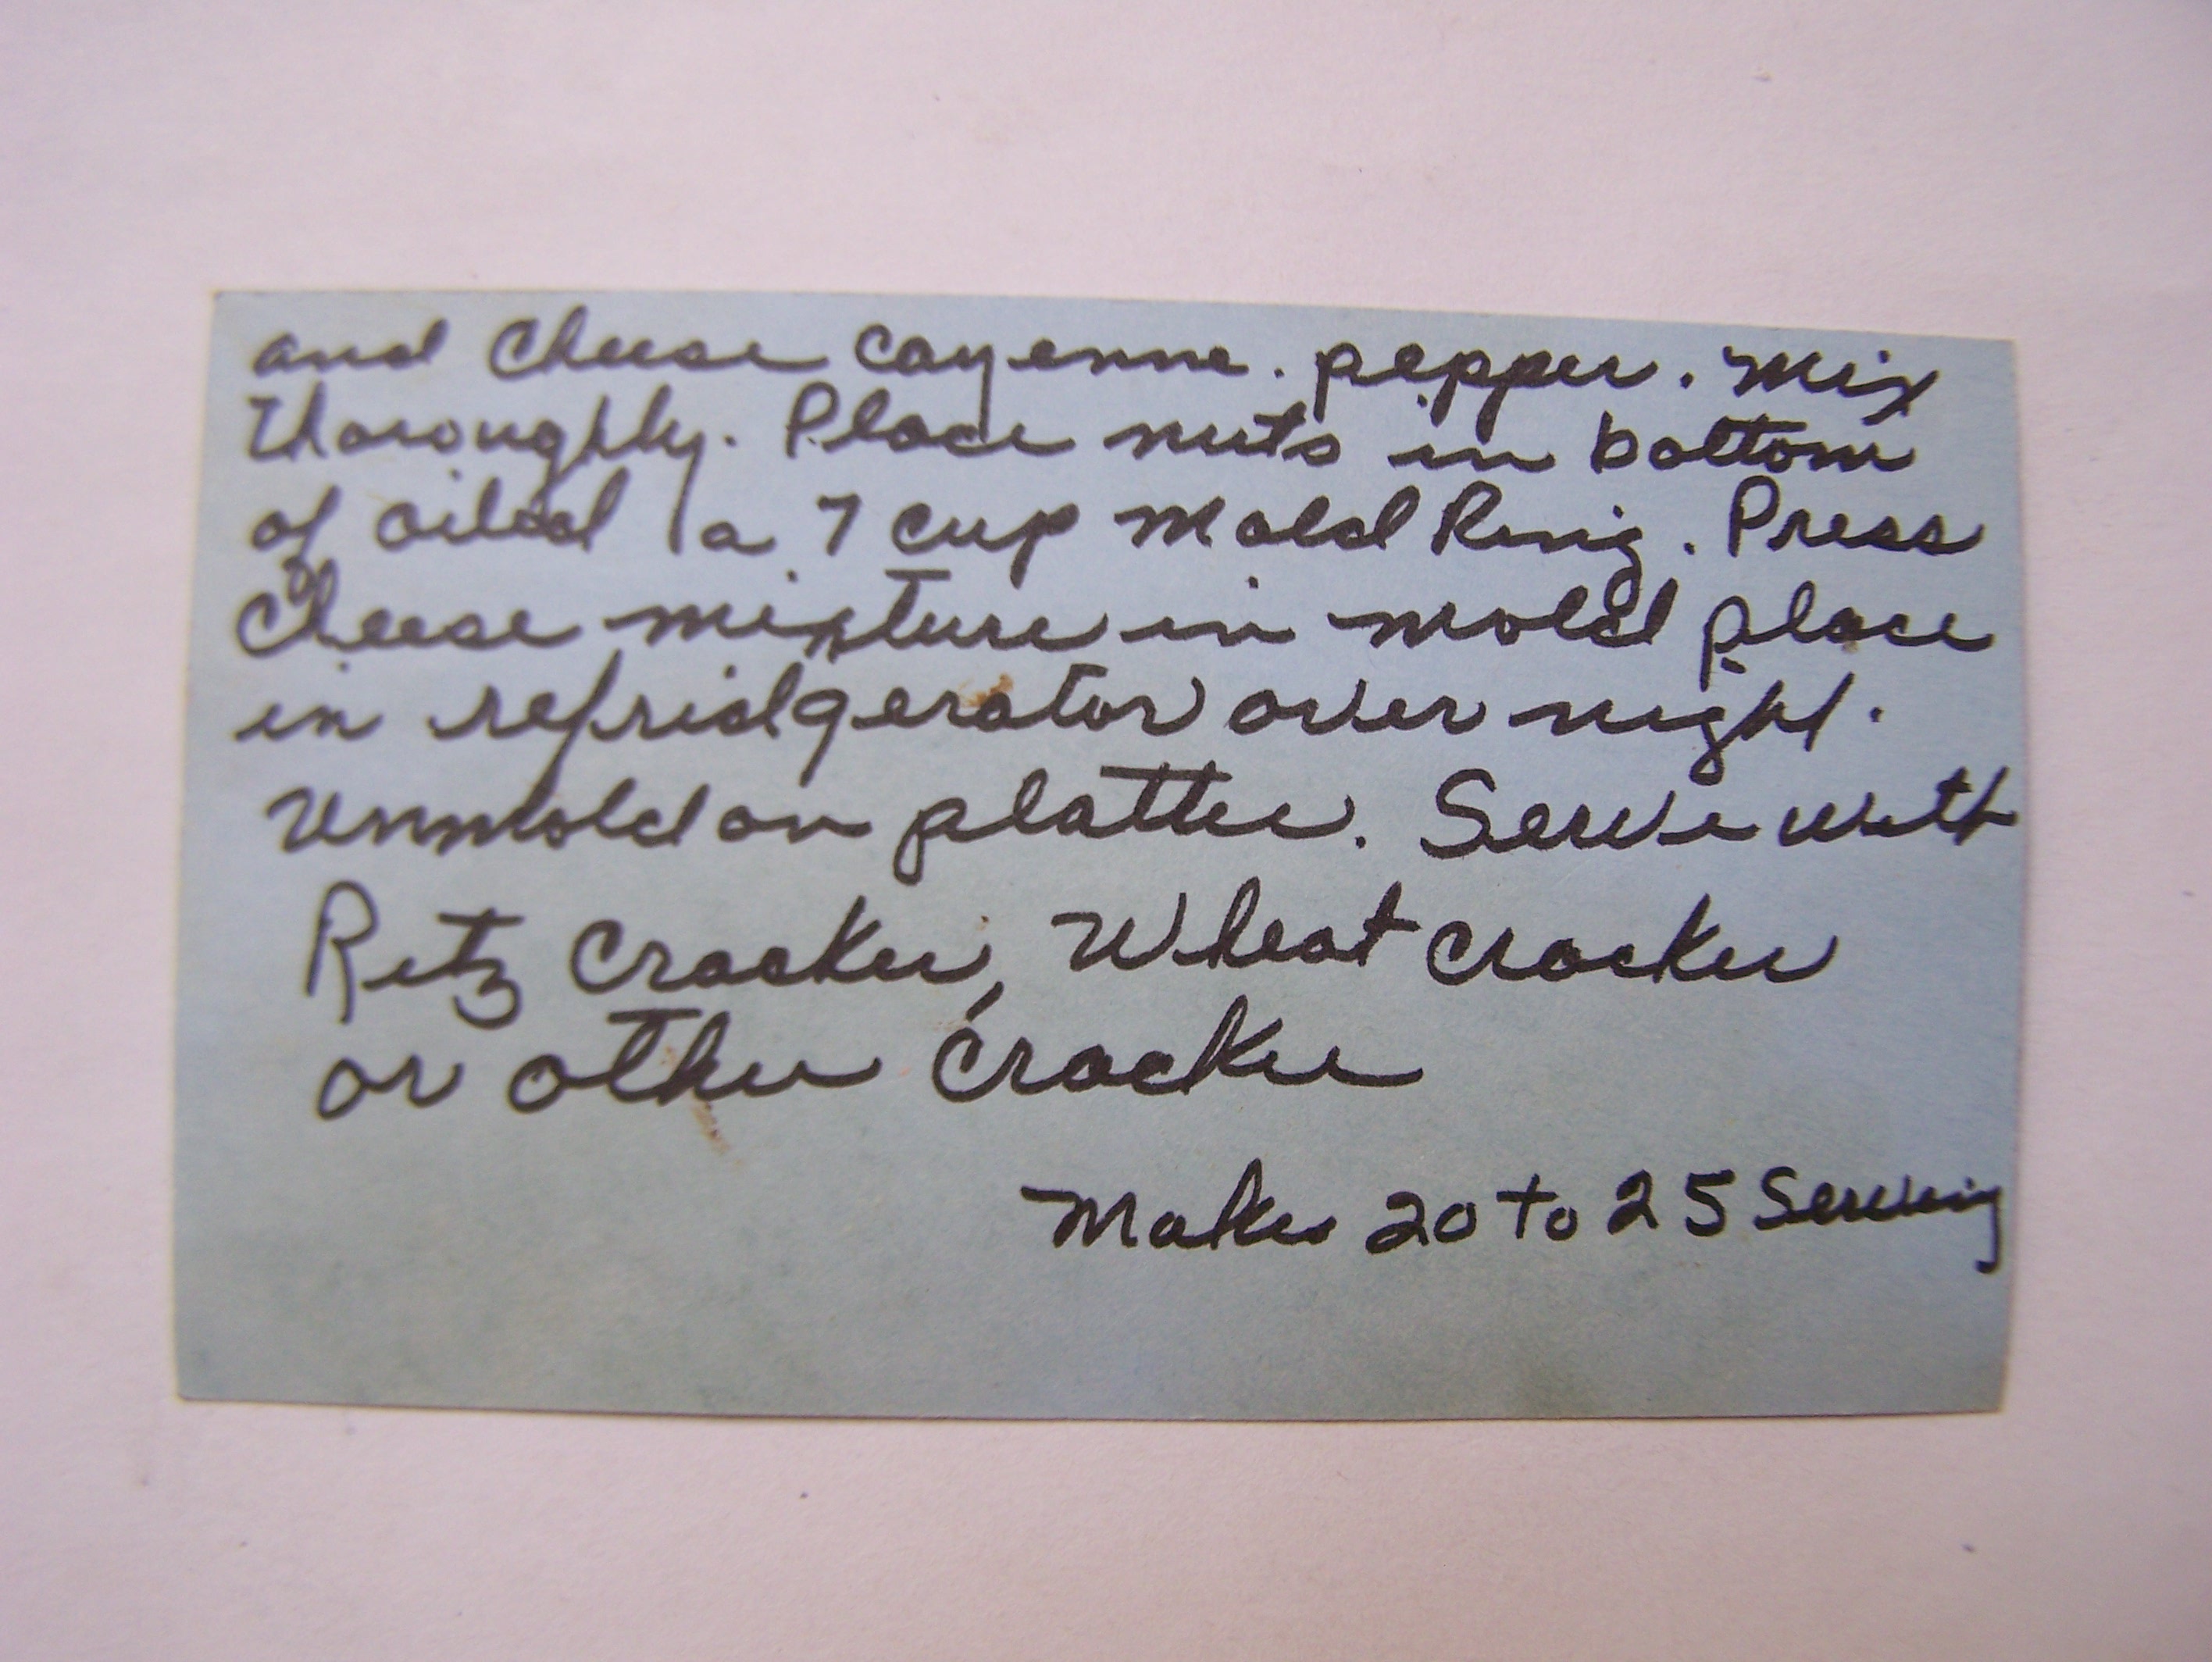 and cheese cayenne. pepper. Mix
thoroughly. Place nuts in bottom
of oiled a 7 cup mold Ring. Press
Cheese mixture in mold place
in refridgerator over night.
Unmold on platter. Serve with
Ritz Cracker, Wheat Cracker
or other cracker
Makes 20 to 25 Serving